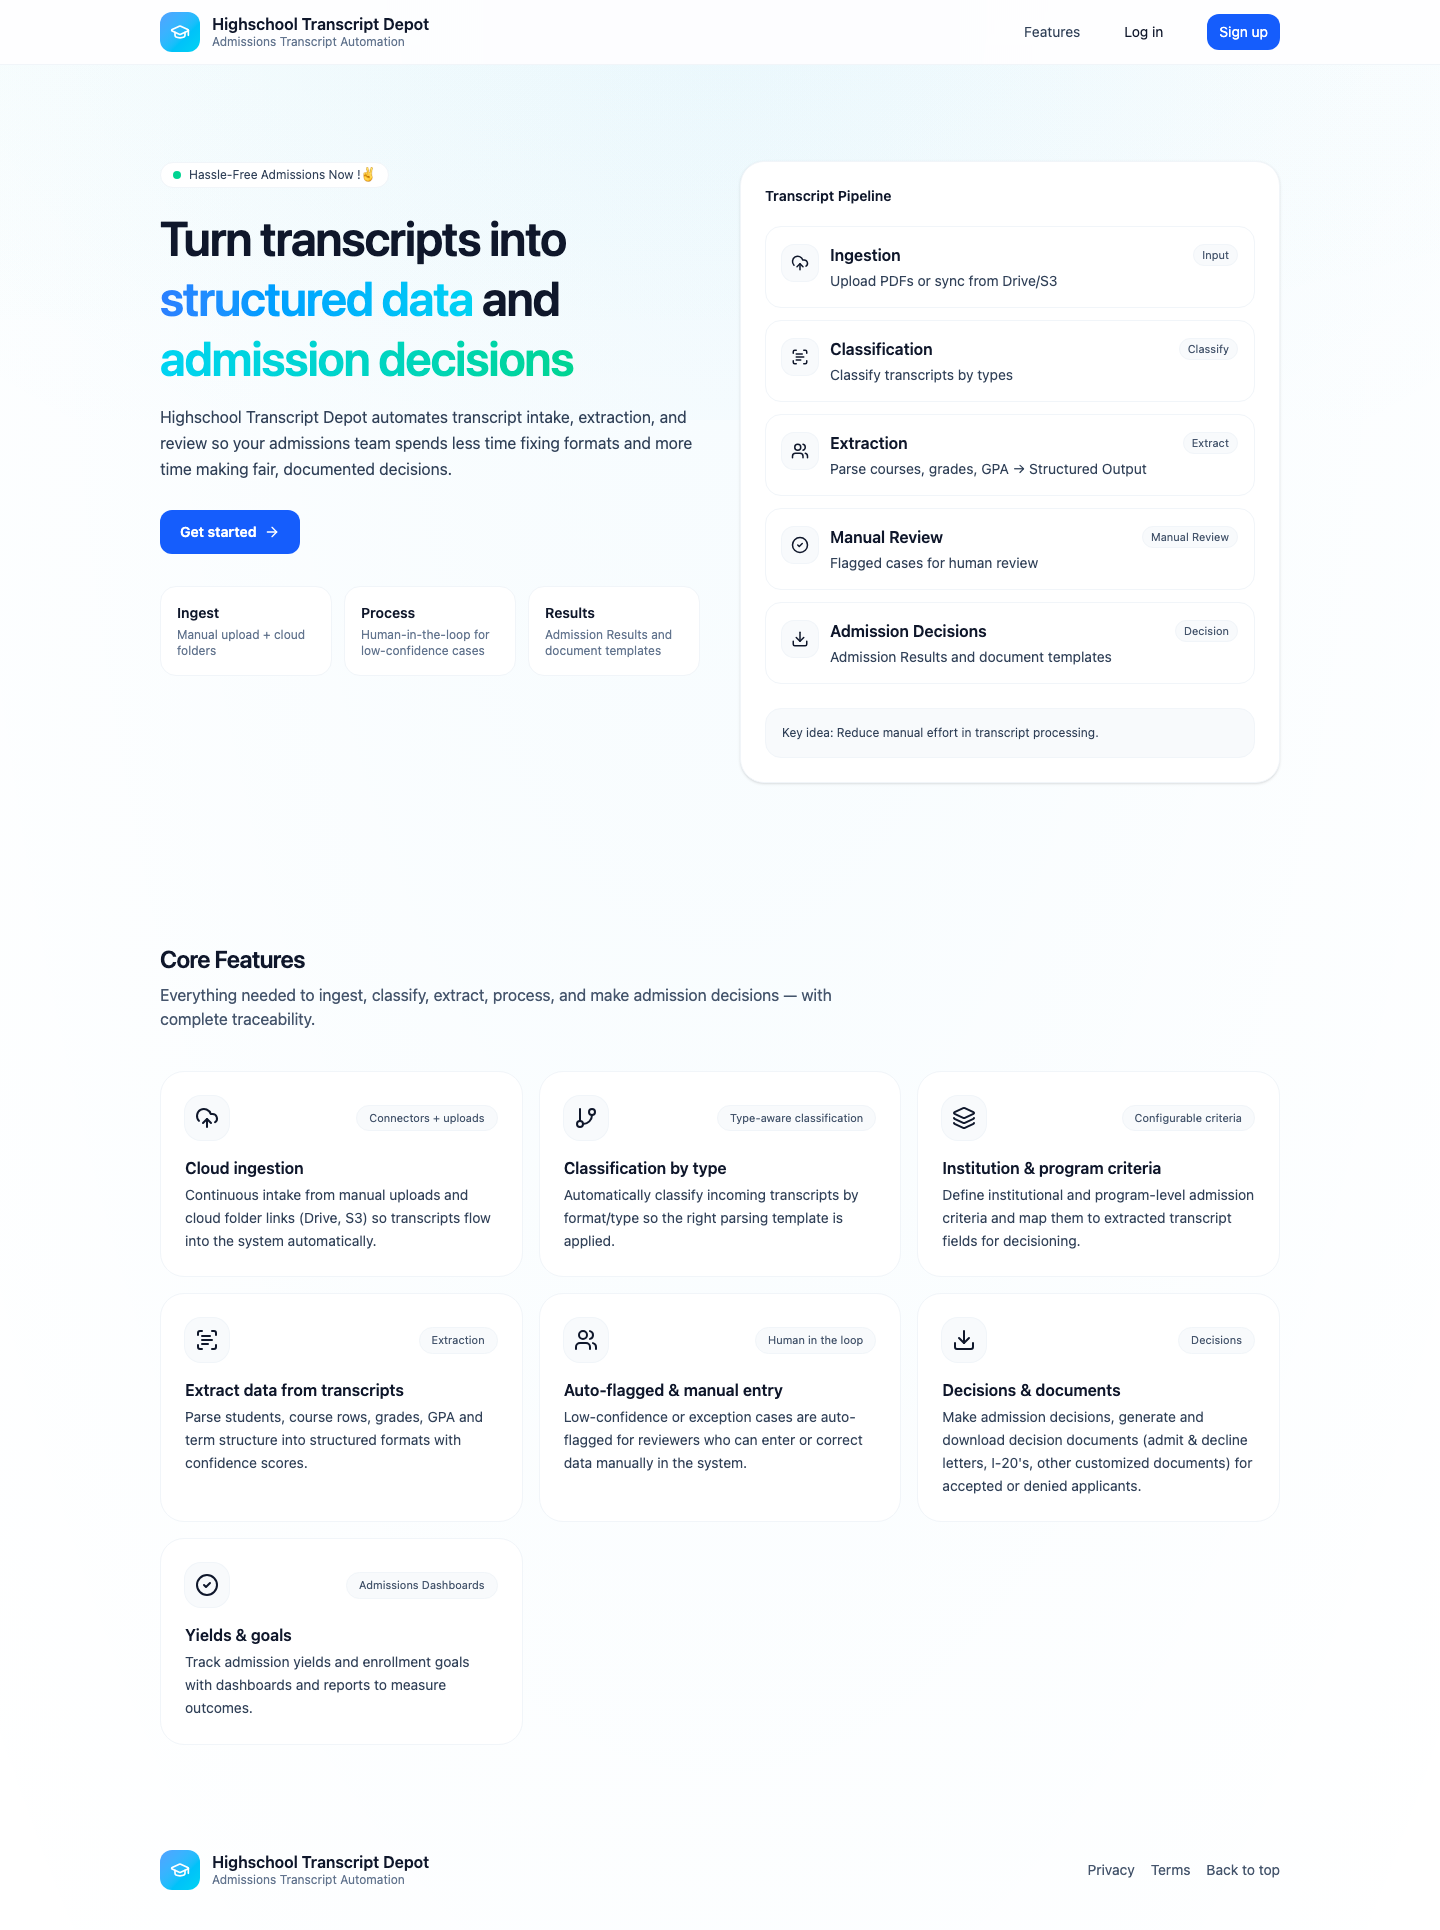 Highschool Transcript Depot
Admissions Transcript Automation
Features
Log in
Sign up
Hassle-Free Admissions Now !✌️
Turn transcripts into
structured data and
admission decisions
Highschool Transcript Depot automates transcript intake, extraction, and
review so your admissions team spends less time fixing formats and more
time making fair, documented decisions.
Get started →
Ingest
Manual upload + cloud
folders
Process
Human-in-the-loop for
low-confidence cases
Results
Admission Results and
document templates
Transcript Pipeline
Ingestion
Input
Upload PDFs or sync from Drive/S3
Classification
Classify
Classify transcripts by types
Extraction
Extract
Parse courses, grades, GPA → Structured Output
Manual Review
Manual Review
Flagged cases for human review
Admission Decisions
Decision
Admission Results and document templates
Key idea: Reduce manual effort in transcript processing.
Core Features
Everything needed to ingest, classify, extract, process, and make admission decisions — with
complete traceability.
Connectors + uploads
Cloud ingestion
Continuous intake from manual uploads and
cloud folder links (Drive, S3) so transcripts flow
into the system automatically.
Type-aware classification
Classification by type
Automatically classify incoming transcripts by
format/type so the right parsing template is
applied.
Configurable criteria
Institution & program criteria
Define institutional and program-level admission
criteria and map them to extracted transcript
fields for decisioning.
Extraction
Extract data from transcripts
Parse students, course rows, grades, GPA and
term structure into structured formats with
confidence scores.
Human in the loop
Auto-flagged & manual entry
Low-confidence or exception cases are auto-
flagged for reviewers who can enter or correct
data manually in the system.
Decisions
Decisions & documents
Make admission decisions, generate and
download decision documents (admit & decline
letters, I-20's, other customized documents) for
accepted or denied applicants.
Admissions Dashboards
Yields & goals
Track admission yields and enrollment goals
with dashboards and reports to measure
outcomes.
Highschool Transcript Depot
Admissions Transcript Automation
Privacy
Terms
Back to top